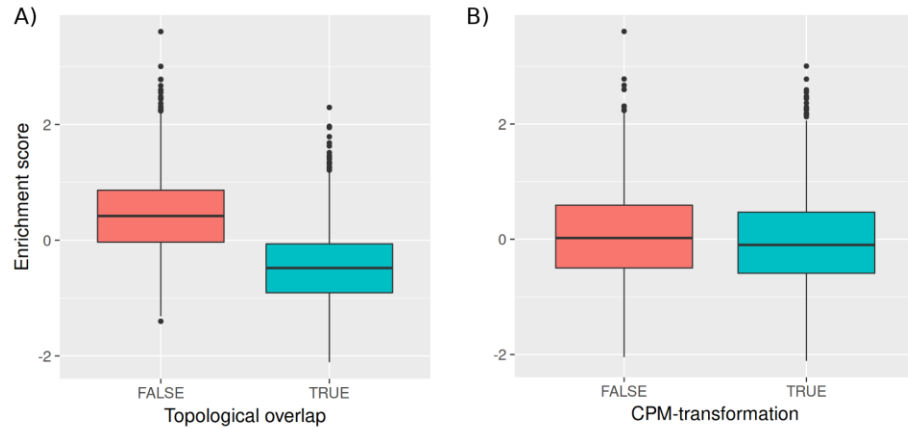 A)
Enrichment score
2
0
-2
FALSE TRUE
Topological overlap
B)
2
0
-2
FALSE TRUE
CPM-transformation